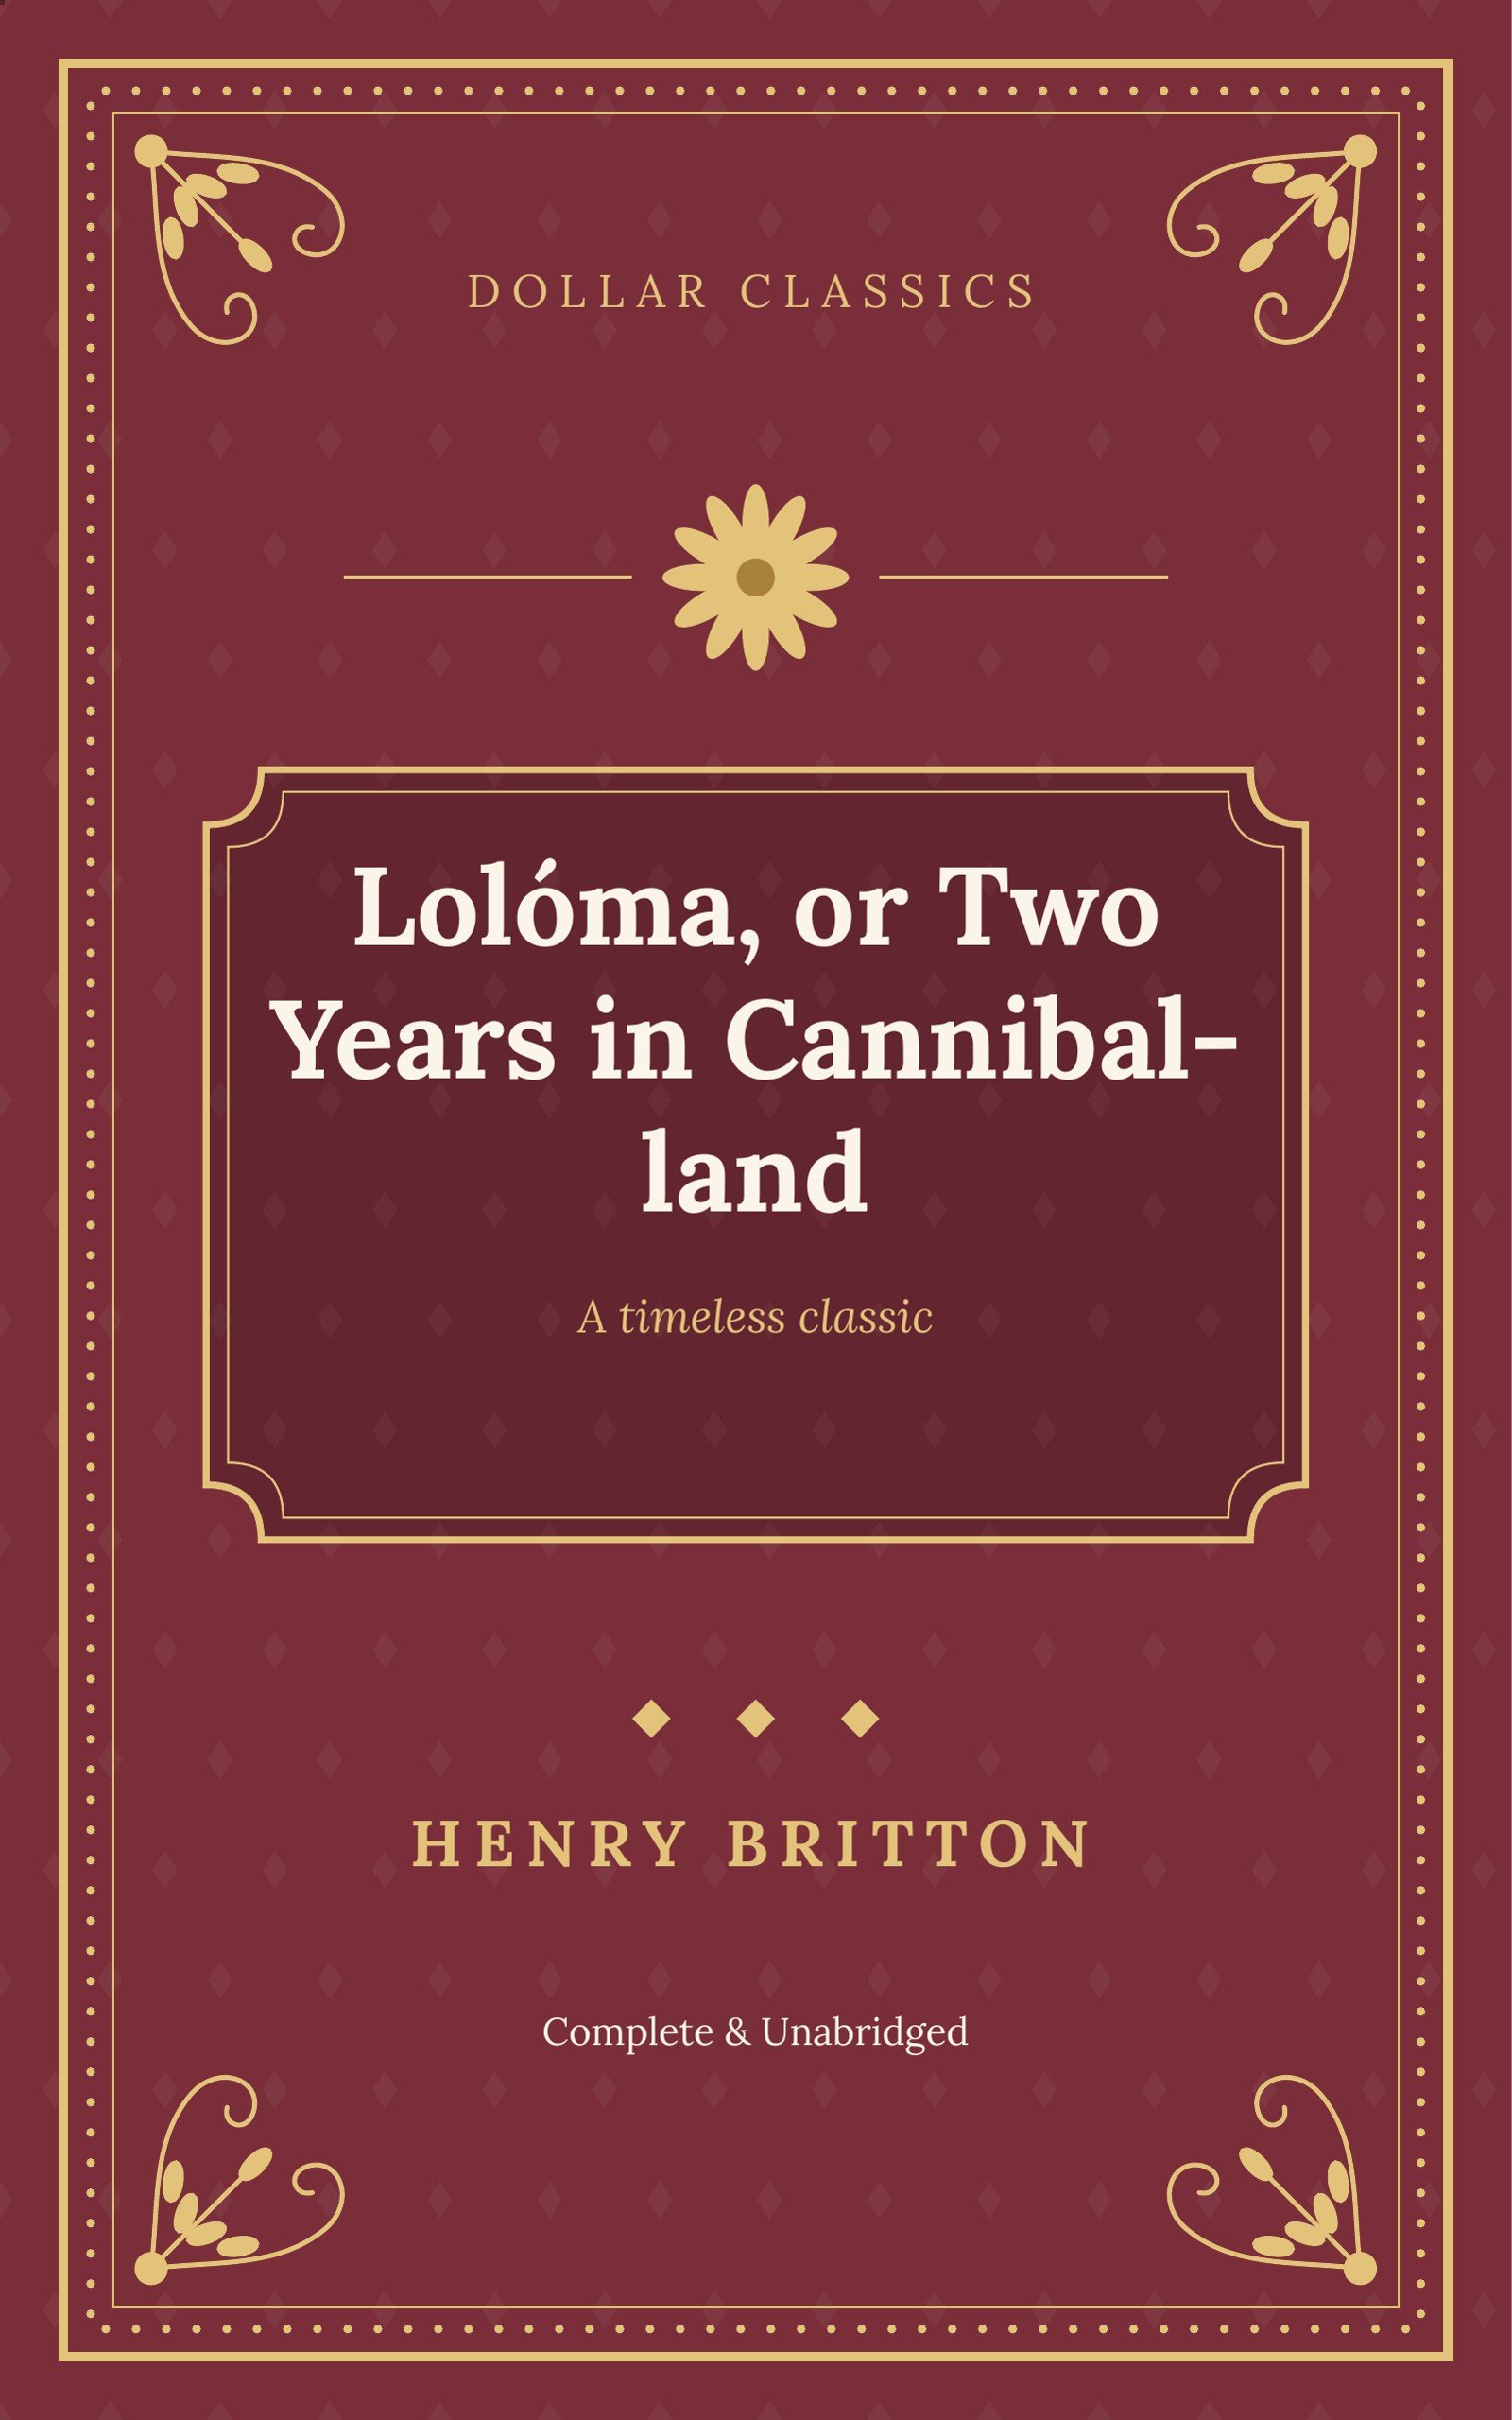 DOLLAR CLASSICS
Lolóma, or Two
Years in Cannibal-
land
A timeless classic
HENRY BRITTON
Complete & Unabridged